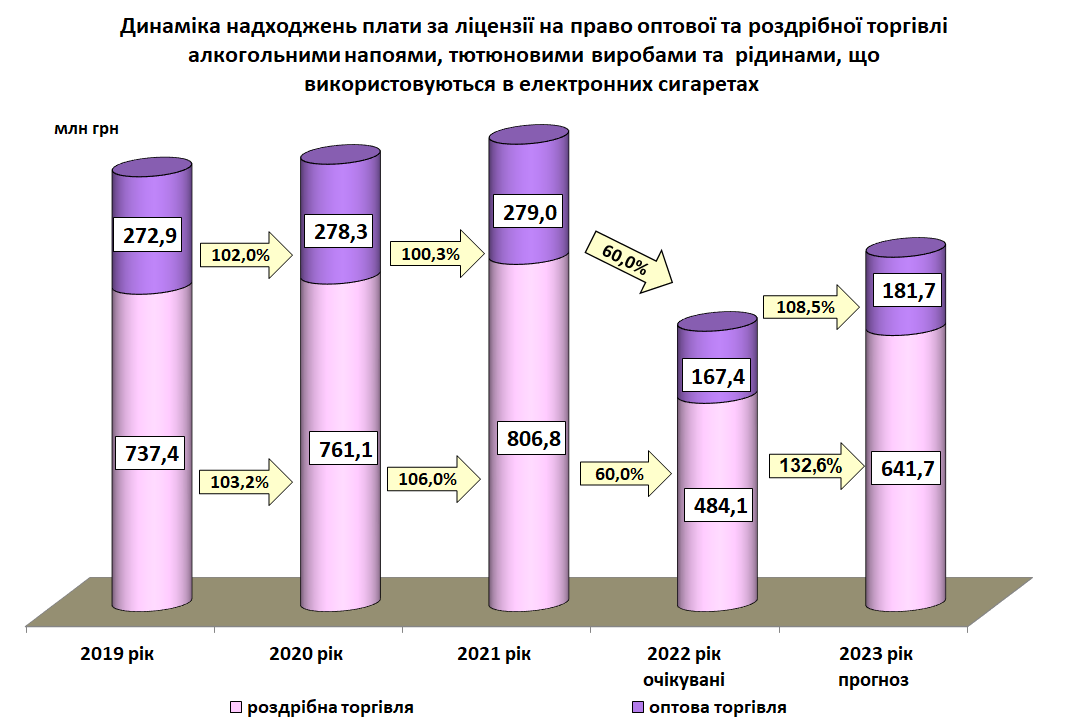 Динаміка надходжень плати за ліцензії на право оптової та роздрібної торгівлі
алкогольними напоями, тютюновими виробами та рідинами, що
використовуються в електронних сигаретах
млн грн
272,9
102,0%
278,3
100,3%
279,0
60,0%
167,4
108,5%
181,7
737,4
103,2%
761,1
106,0%
806,8
60,0%
484,1
132,6%
641,7
2019 рік
2020 рік
2021 рік
2022 рік
очікувані
2023 рік
прогноз
роздрібна торгівля
оптова торгівля